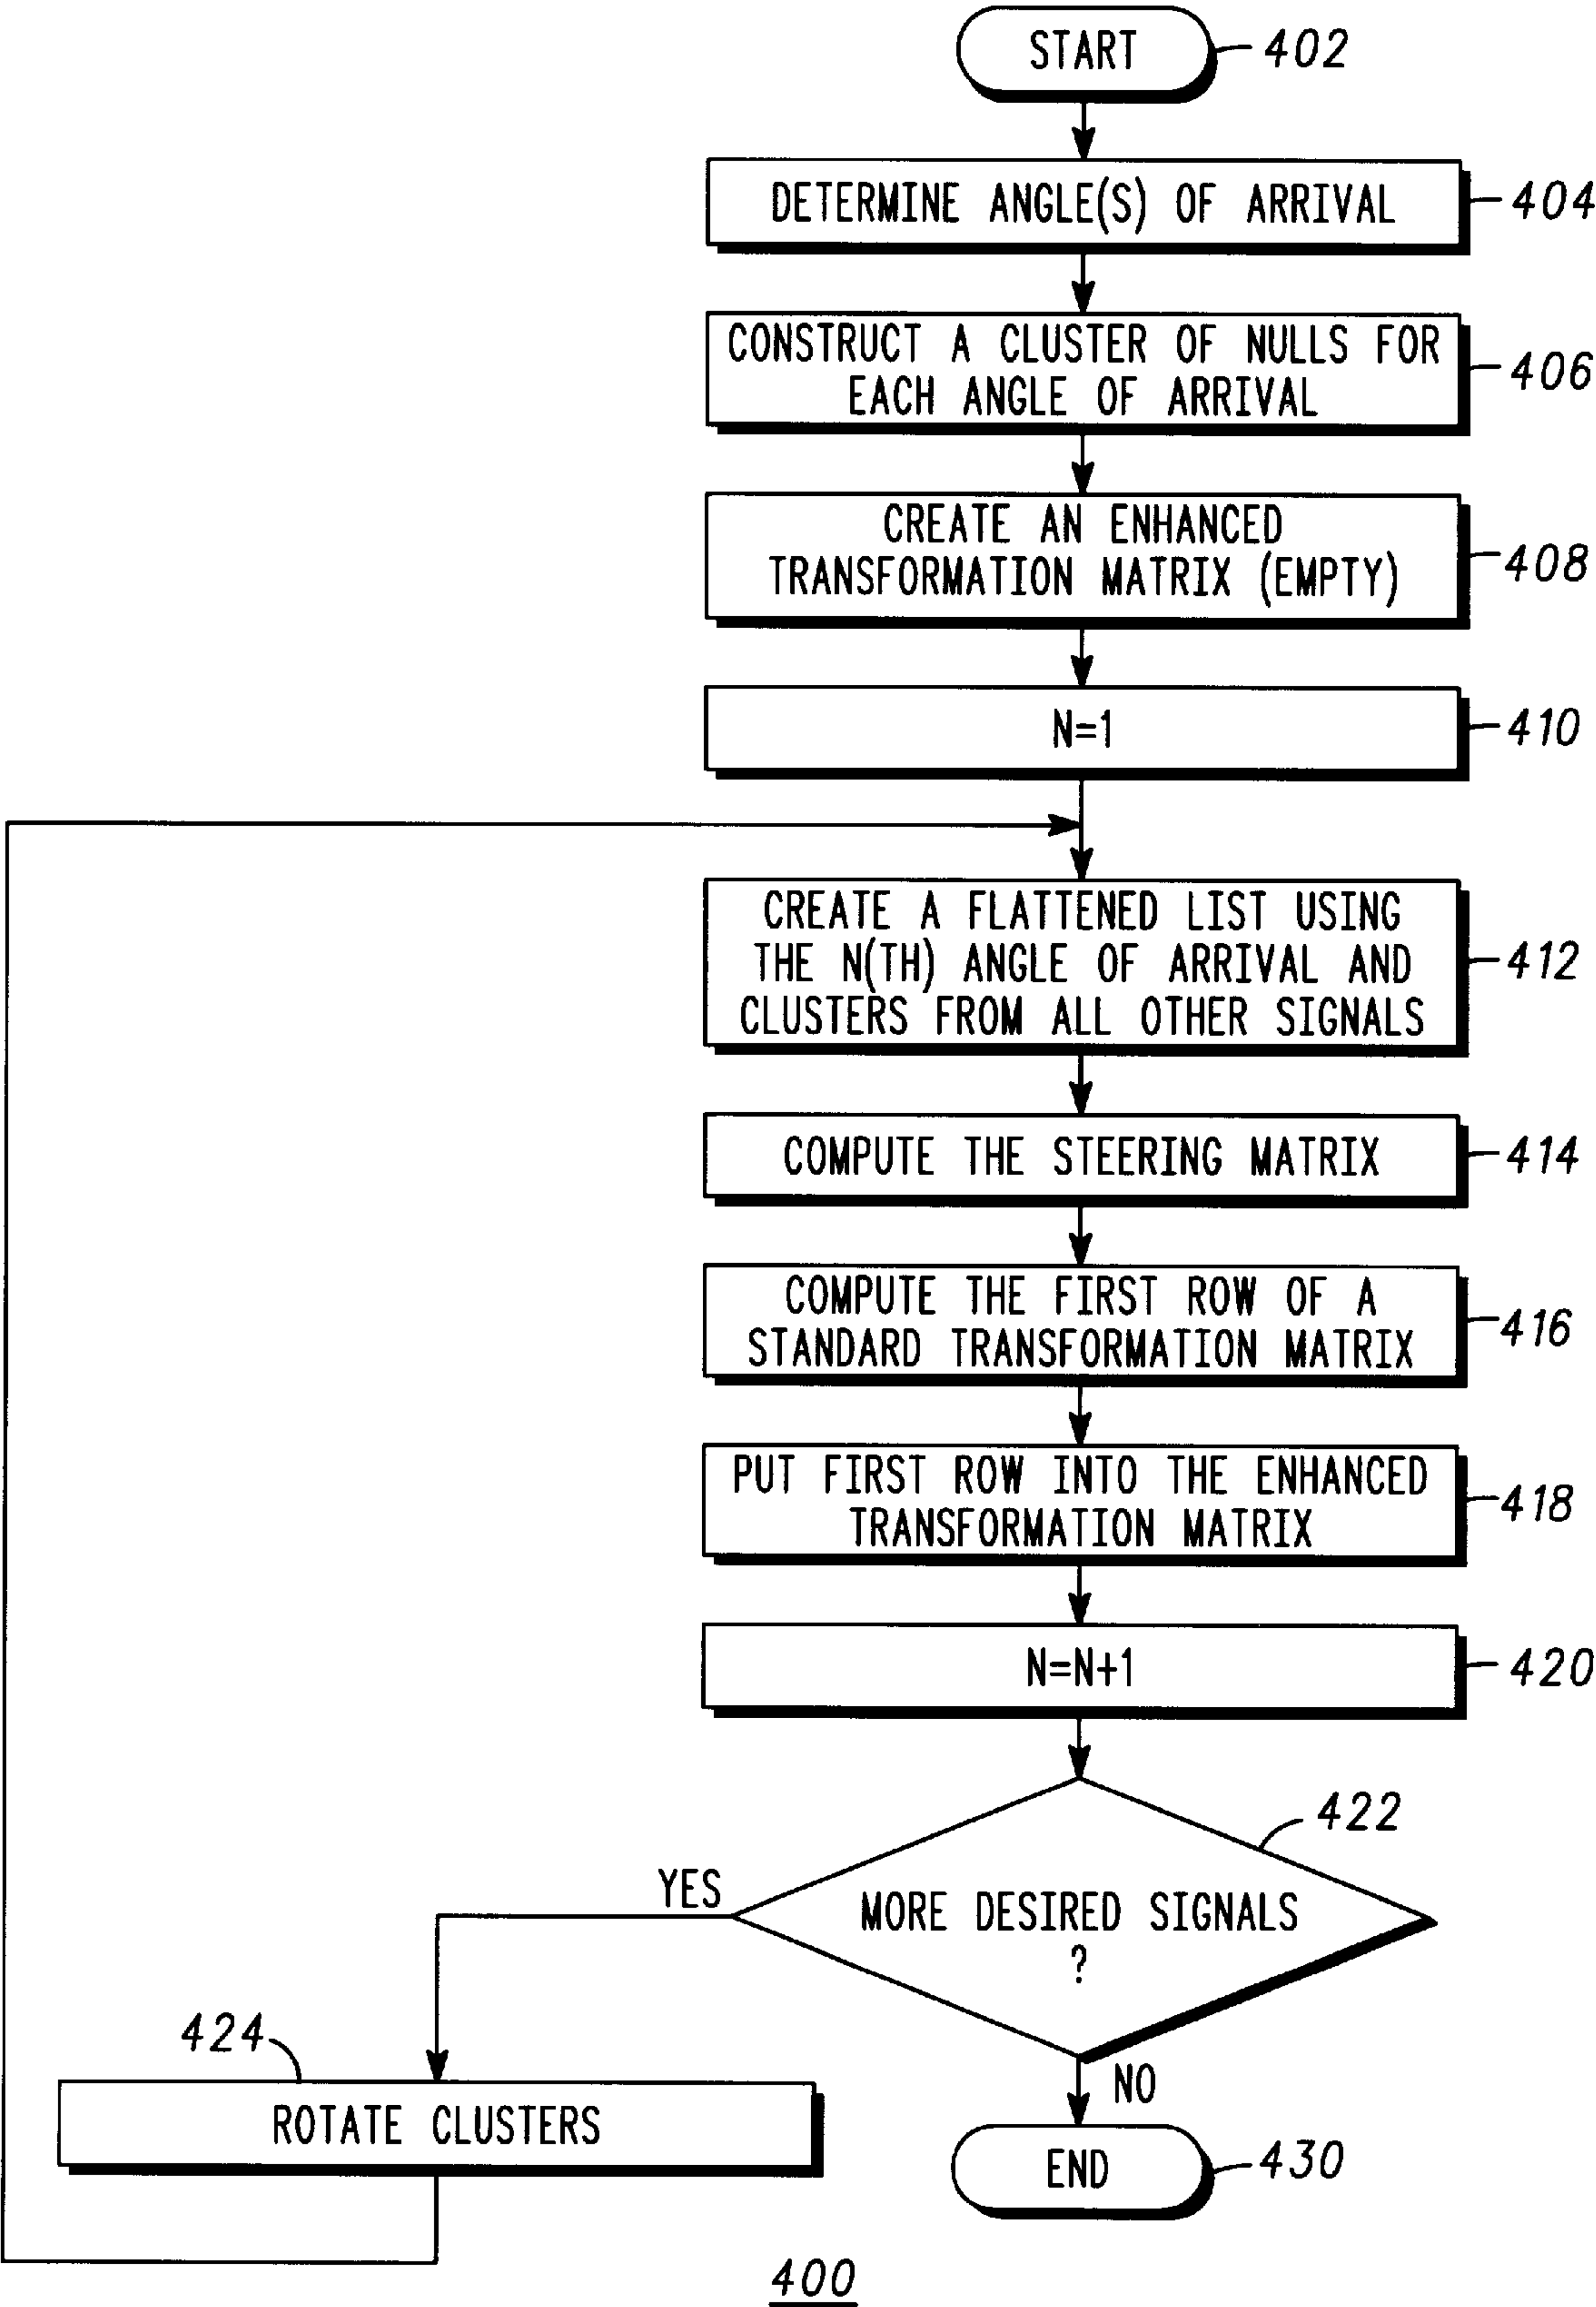 START
402
DETERMINE ANGLE(S) OF ARRIVAL
404
CONSTRUCT A CLUSTER OF NULLS FOR
EACH ANGLE OF ARRIVAL
406
CREATE AN ENHANCED
TRANSFORMATION MATRIX (EMPTY)
408
N=1
410
CREATE A FLATTENED LIST USING
THE N(TH) ANGLE OF ARRIVAL AND
CLUSTERS FROM ALL OTHER SIGNALS
412
COMPUTE THE STEERING MATRIX
414
COMPUTE THE FIRST ROW OF A
STANDARD TRANSFORMATION MATRIX
416
PUT FIRST ROW INTO THE ENHANCED
TRANSFORMATION MATRIX
418
N=N+1
420
422
YES
MORE DESIRED SIGNALS
?
424
ROTATE CLUSTERS
NO
END
430
400